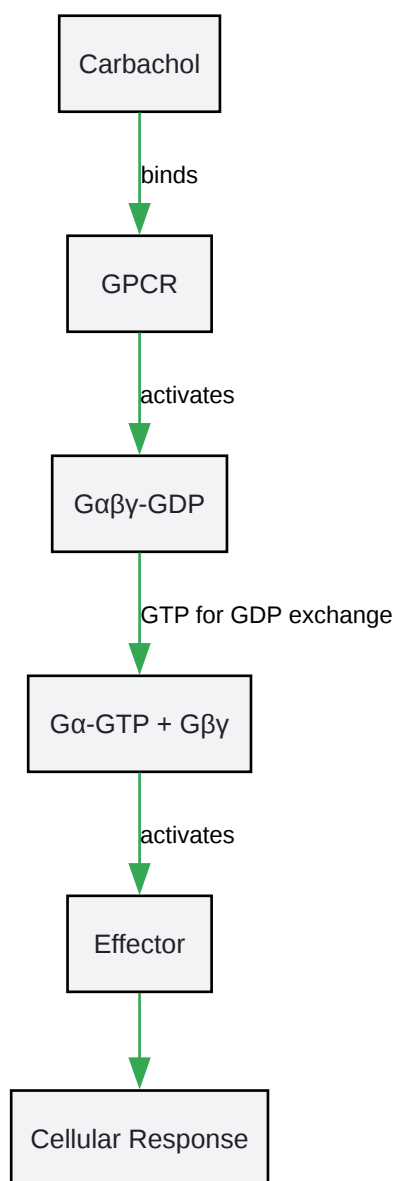 Carbachol
binds
GPCR
activates
Gαβγ-GDP
GTP for GDP exchange
Gα-GTP + Gβγ
activates
Effector
Cellular Response